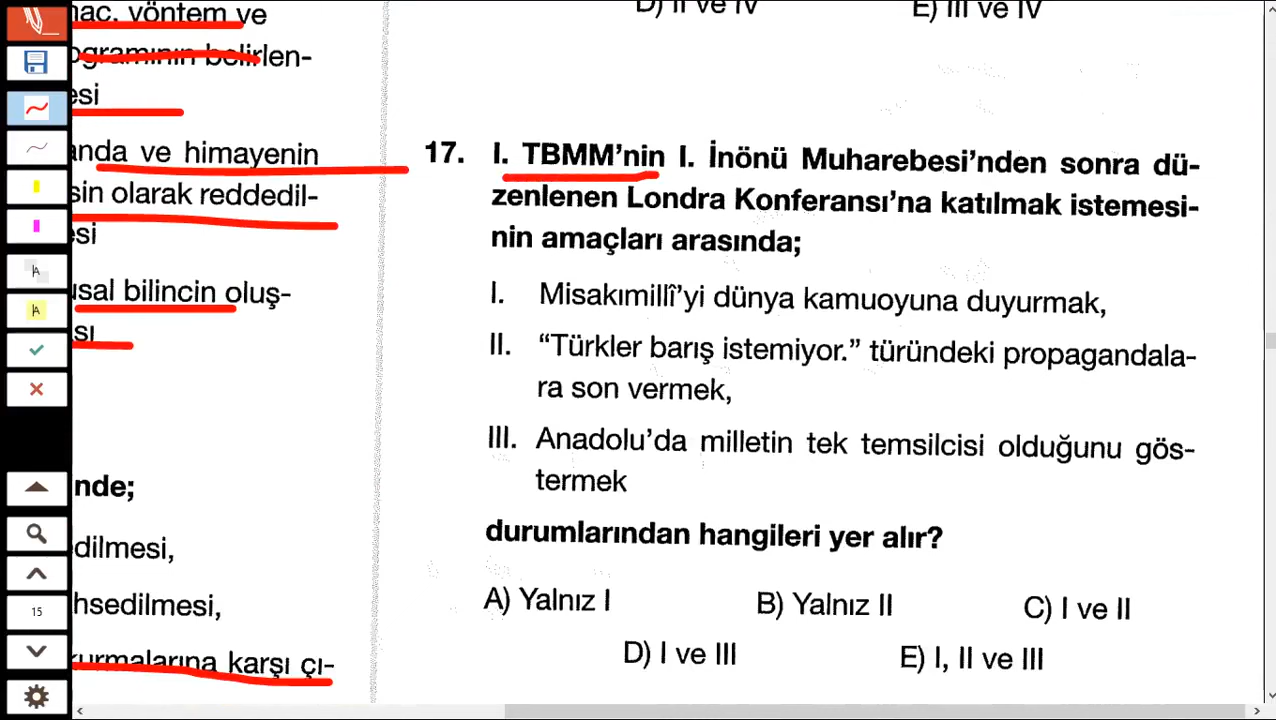 naç, yöntem ve
ogramının belirlen-
esi
anda ve himayenin
sin olarak reddedil-
esi
usal bilincin oluş-
ası
inde;
edilmesi,
hsedilmesi,
kurmalarına karşı çı-
D) II ve IV E) III ve IV
17. I. TBMM’nin I. İnönü Muharebesi’nden sonra dü-
zenlenen Londra Konferansı’na katılmak istemesi-
nin amaçları arasında;
I. Misakımillî’yi dünya kamuoyuna duyurmak,
II. “Türkler barış istemiyor.” türündeki propagandala-
ra son vermek,
III. Anadolu’da milletin tek temsilcisi olduğunu gös-
termek
durumlarından hangileri yer alır?
A) Yalnız I B) Yalnız II C) I ve II
D) I ve III E) I, II ve III
A
A
15